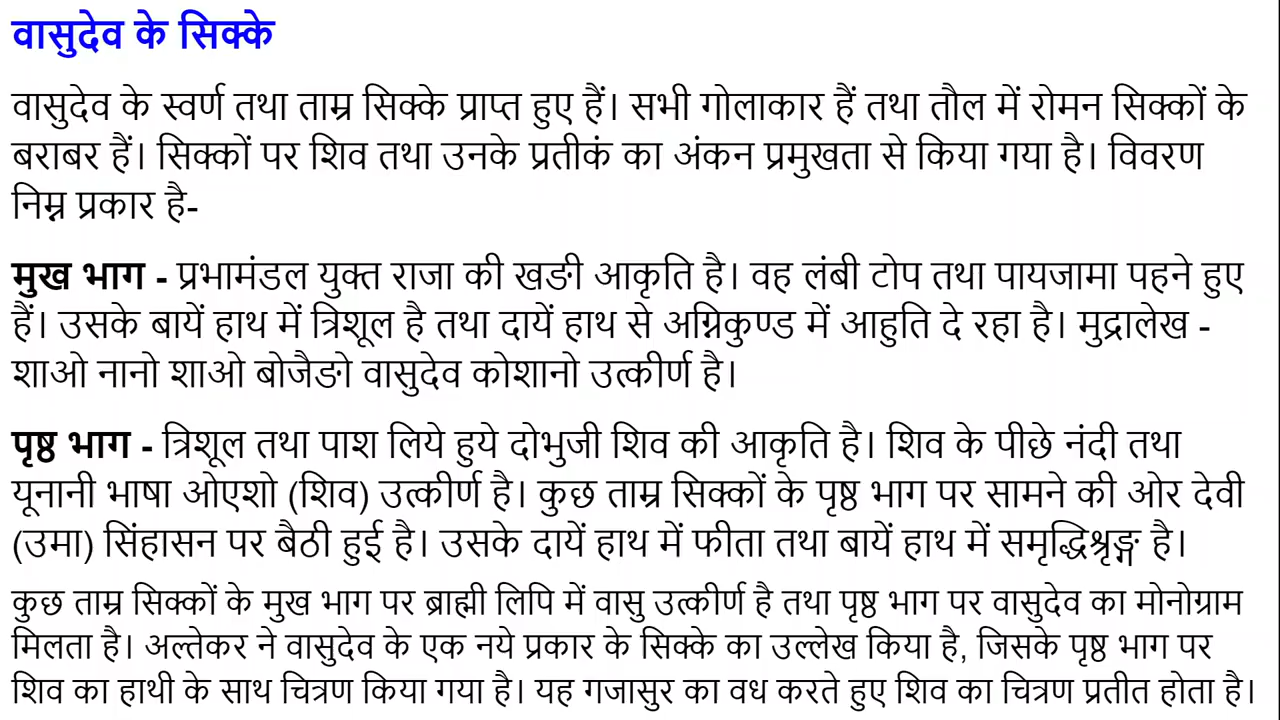 वासुदेव के सिक्के
वासुदेव के स्वर्ण तथा ताम्र सिक्के प्राप्त हुए हैं। सभी गोलाकार हैं तथा तौल में रोमन सिक्कों के
बराबर हैं। सिक्कों पर शिव तथा उनके प्रतीकं का अंकन प्रमुखता से किया गया है। विवरण
निम्न प्रकार है-
मुख भाग - प्रभामंडल युक्त राजा की खङी आकृति है। वह लंबी टोप तथा पायजामा पहने हुए
हैं। उसके बायें हाथ में त्रिशूल है तथा दायें हाथ से अग्निकुण्ड में आहुति दे रहा है। मुद्रालेख -
शाओ नानो शाओ बोजैङो वासुदेव कोशानो उत्कीर्ण है।
पृष्ठ भाग - त्रिशूल तथा पाश लिये हुये दोभुजी शिव की आकृति है। शिव के पीछे नंदी तथा
यूनानी भाषा ओएशो (शिव) उत्कीर्ण है। कुछ ताम्र सिक्कों के पृष्ठ भाग पर सामने की ओर देवी
(उमा) सिंहासन पर बैठी हुई है। उसके दायें हाथ में फीता तथा बायें हाथ में समृद्धिश्रृङ्ग है।
कुछ ताम्र सिक्कों के मुख भाग पर ब्राह्मी लिपि में वासु उत्कीर्ण है तथा पृष्ठ भाग पर वासुदेव का मोनोग्राम
मिलता है। अल्तेकर ने वासुदेव के एक नये प्रकार के सिक्के का उल्लेख किया है, जिसके पृष्ठ भाग पर
शिव का हाथी के साथ चित्रण किया गया है। यह गजासुर का वध करते हुए शिव का चित्रण प्रतीत होता है।